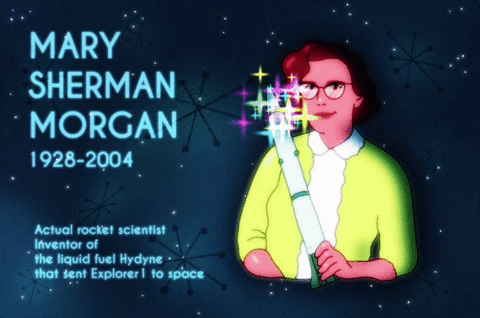 MARY
SHERMAN
MORGAN
1928-2004
Actual rocket scientist
Inventor of
the liquid fuel Hydyne
that sent Explorer 1 to space